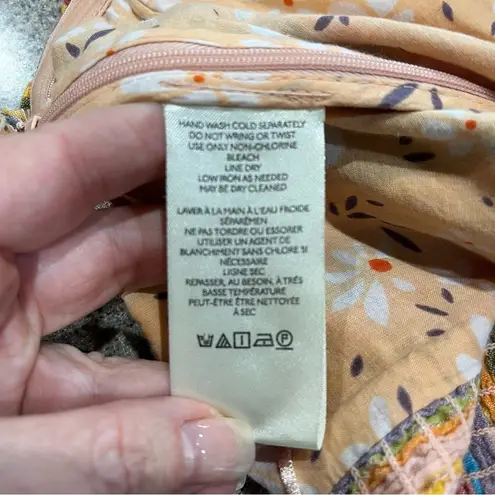 HAND WASH COLD SEPARATELY
DO NOT WRING OR TWIST
USE ONLY NON-CHLORINE
BLEACH
LINE DRY
LOW IRON AS NEEDED
MAY BE DAY CLEANED
LAVER À LA MAIN À L'EAU FROIDE
SÉPARÉMEN
NE PAS TORDRE OU ESSORER
UTILISER UN AGENT DE
BLANCHIMENT SANS CHLORE SI
NÉCESSAIRE
LIGNE SEC
REPASSER, AU BESOIN, À TRÈS
BASSE TEMPÉRATURE
PEUT-ÊTRE ÊTRE NETTOYÉE
À SEC